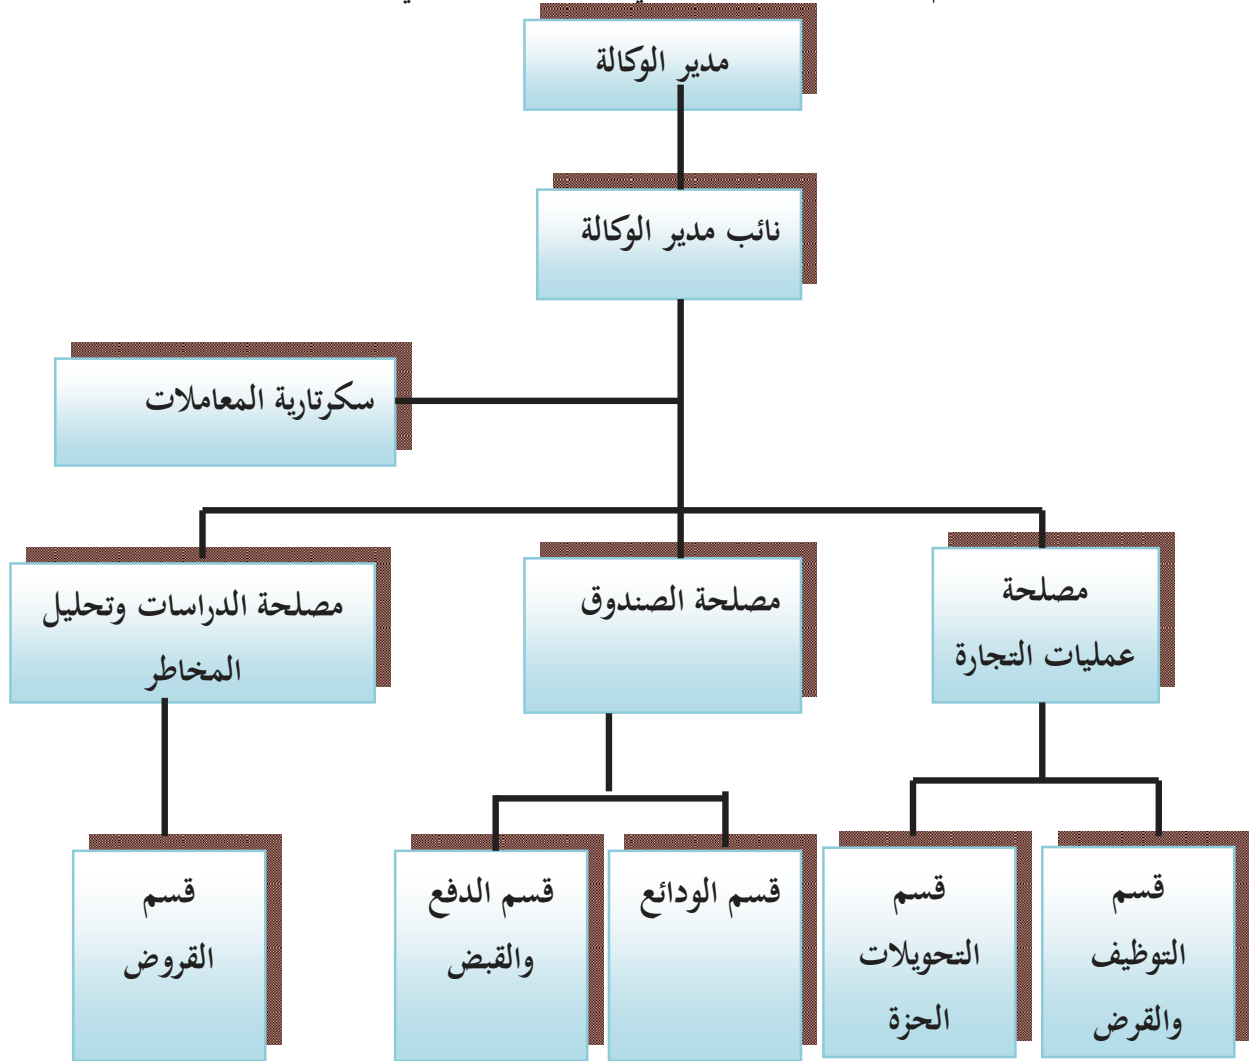 مدير الوكالة
نائب مدير الوكالة
سكرتارية المعاملات
مصلحة
عمليات التجارة
مصلحة الصندوق
مصلحة الدراسات وتحليل
المخاطر
قسم
التوظيف
والقرض
قسم
التحويلات
الحزة
قسم الودائع
قسم الدفع
والقبض
قسم
القروض